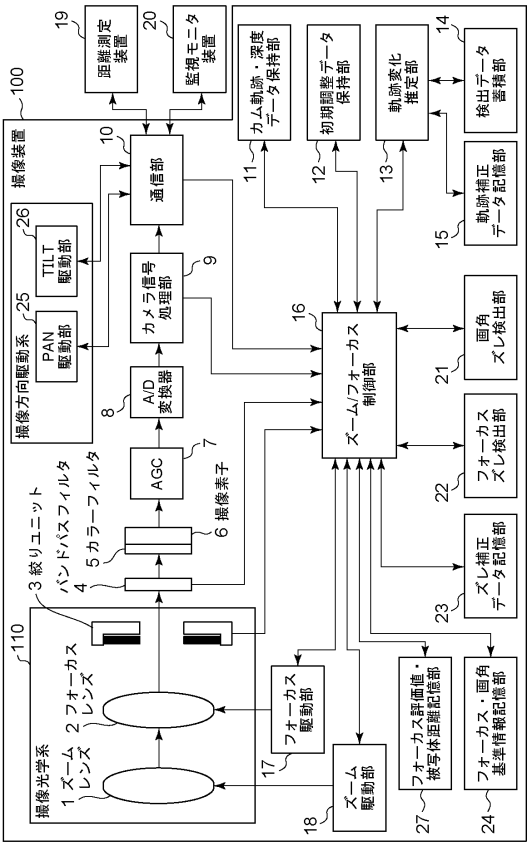 19
距離測定
装置
20
監視モニタ
装置
100
撮像装置
撮像方向駆動系
PAN
駆動部
25
TILT
駆動部
26
10
通信部
カメラ信号
処理部
9
8
A/D
変換器
AGC
7
6 撮像素子
5 カラーフィルタ
バンドパスフィルタ
4
3 絞りユニット
110
撮像光学系
1 ズーム
レンズ
2 フォーカス
レンズ
カム軌跡・深度
データ保持部
11
初期調整データ
保持部
12
軌跡変化
推定部
13
14
検出データ
蓄積部
軌跡補正
データ記憶部
15
16
ズーム/フォーカス
制御部
画角
ズレ検出部
21
フォーカス
ズレ検出部
22
ズレ補正
データ記憶部
23
フォーカス
駆動部
17
ズーム
駆動部
18
フォーカス評価値・
被写体距離記憶部
27
フォーカス・画角
基準情報記憶部
24